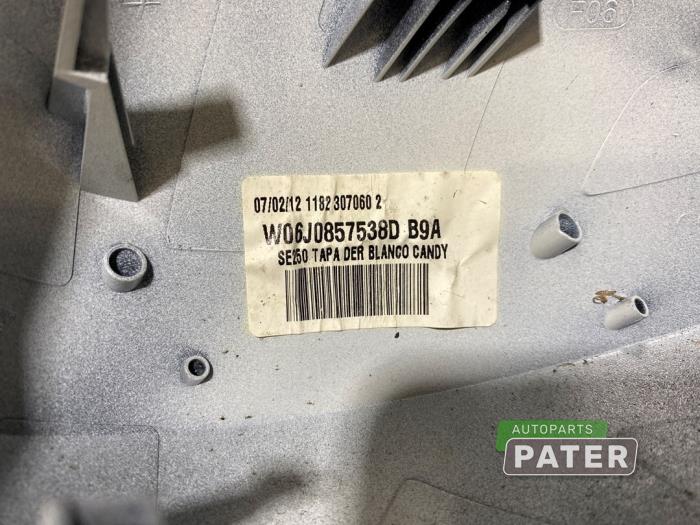 F06
07/02/12 1182 307060 2
W06J0857538D B9A
SE250 TAPA DER BLANCO CANDY
AUTOPARTS
PATER